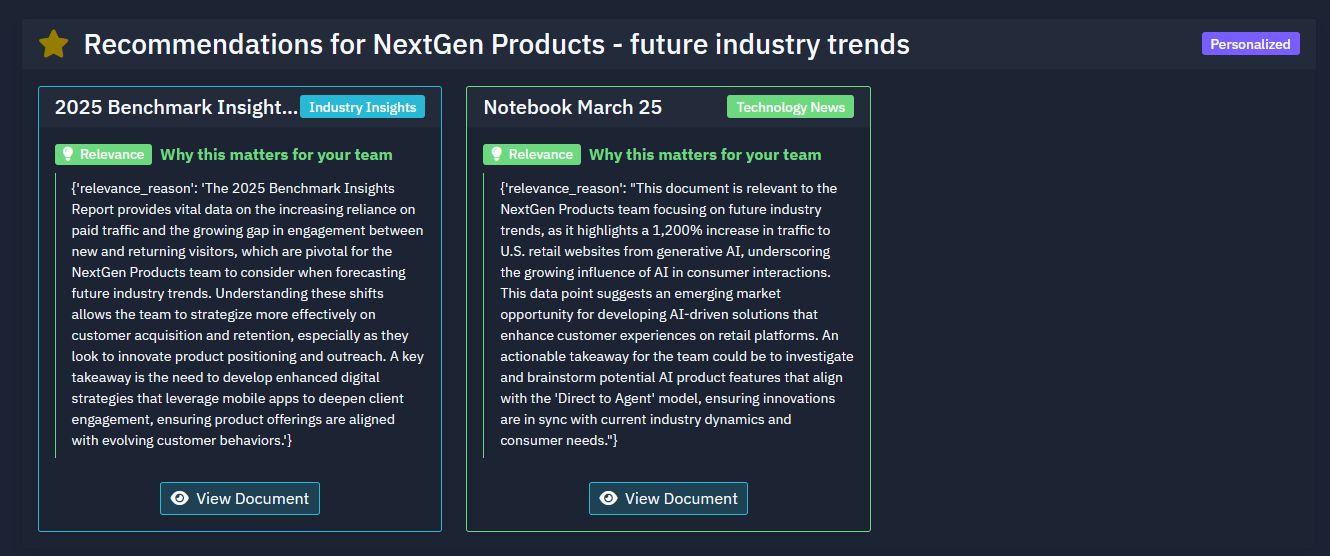 Recommendations for NextGen Products - future industry trends
Personalized
2025 Benchmark Insight...
Industry Insights
Relevance
Why this matters for your team
{'relevance_reason': 'The 2025 Benchmark Insights
Report provides vital data on the increasing reliance on
paid traffic and the growing gap in engagement between
new and returning visitors, which are pivotal for the
NextGen Products team to consider when forecasting
future industry trends. Understanding these shifts
allows the team to strategize more effectively on
customer acquisition and retention, especially as they
look to innovate product positioning and outreach. A key
takeaway is the need to develop enhanced digital
strategies that leverage mobile apps to deepen client
engagement, ensuring product offerings are aligned
with evolving customer behaviors.'}
View Document
Notebook March 25
Technology News
Relevance
Why this matters for your team
{'relevance_reason': "This document is relevant to the
NextGen Products team focusing on future industry
trends, as it highlights a 1,200% increase in traffic to
U.S. retail websites from generative AI, underscoring
the growing influence of AI in consumer interactions.
This data point suggests an emerging market
opportunity for developing AI-driven solutions that
enhance customer experiences on retail platforms. An
actionable takeaway for the team could be to investigate
and brainstorm potential AI product features that align
with the 'Direct to Agent' model, ensuring innovations
are in sync with current industry dynamics and
consumer needs."}
View Document